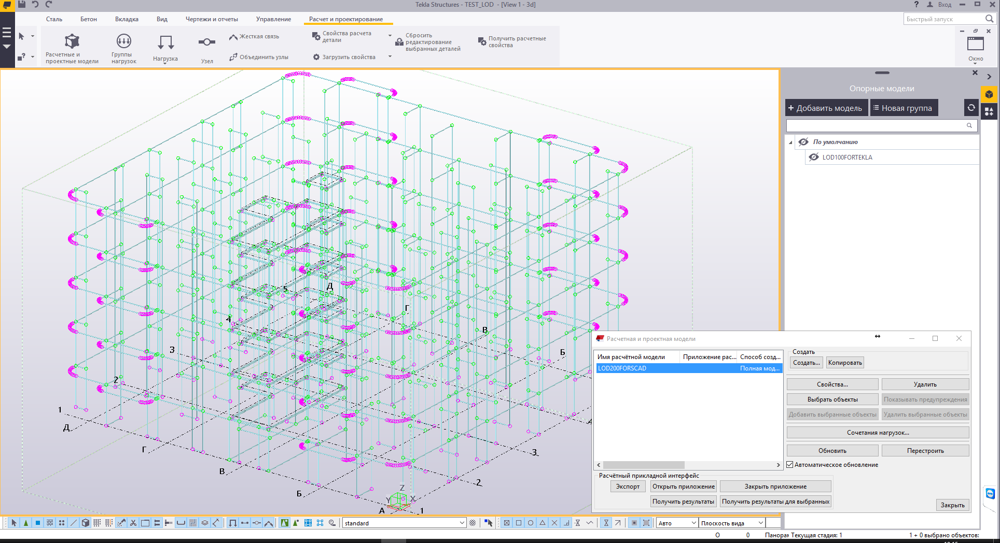 Tekla Structures - TEST_LOD - [View 1 - 3d]
? Вход
Сталь Бетон Вкладка Вид Чертежи и отчеты Управление Расчет и проектирование
Быстрый запуск
Расчетные и
проектные модели
Группы
нагрузок
Нагрузка
Узел
Жесткая связь
Объединить узлы
Свойства расчета
детали
Загрузить свойства
Сбросить
редактирование
выбранных деталей
Получить расчетные
свойства
Окно
Опорные модели
+ Добавить модель
Новая группа
По умолчанию
LOD100FORTEKLA
5
Д
Г
4
В
3
Б
2
1
Д
Г
4
3
В
2
Б
Z
Y
X
А
1
Расчетная и проектная модели
Имя расчётной модели Приложение рас... Способ созд...
LOD200FORSCAD Полная мод...
Создать
Создать... Копировать
Свойства... Удалить
Выбрать объекты Показывать предупреждения
Добавить выбранные объекты Удалить выбранные объекты
Сочетания нагрузок...
Обновить Перестроить
Автоматическое обновление
Расчётный прикладной интерфейс
Экспорт Открыть приложение Закрыть приложение
Получить результаты Получить результаты для выбранных
Закрыть
standard
Авто
Плоскость вида
O 0 Панорам Текущая стадия: 1 1 + 0 выбрано объектов: